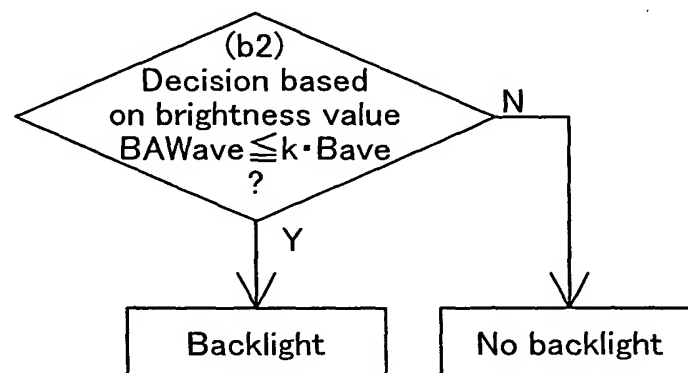 (b2)
Decision based
on brightness value
BAWave≦k・Bave
?
N
Y
Backlight
No backlight